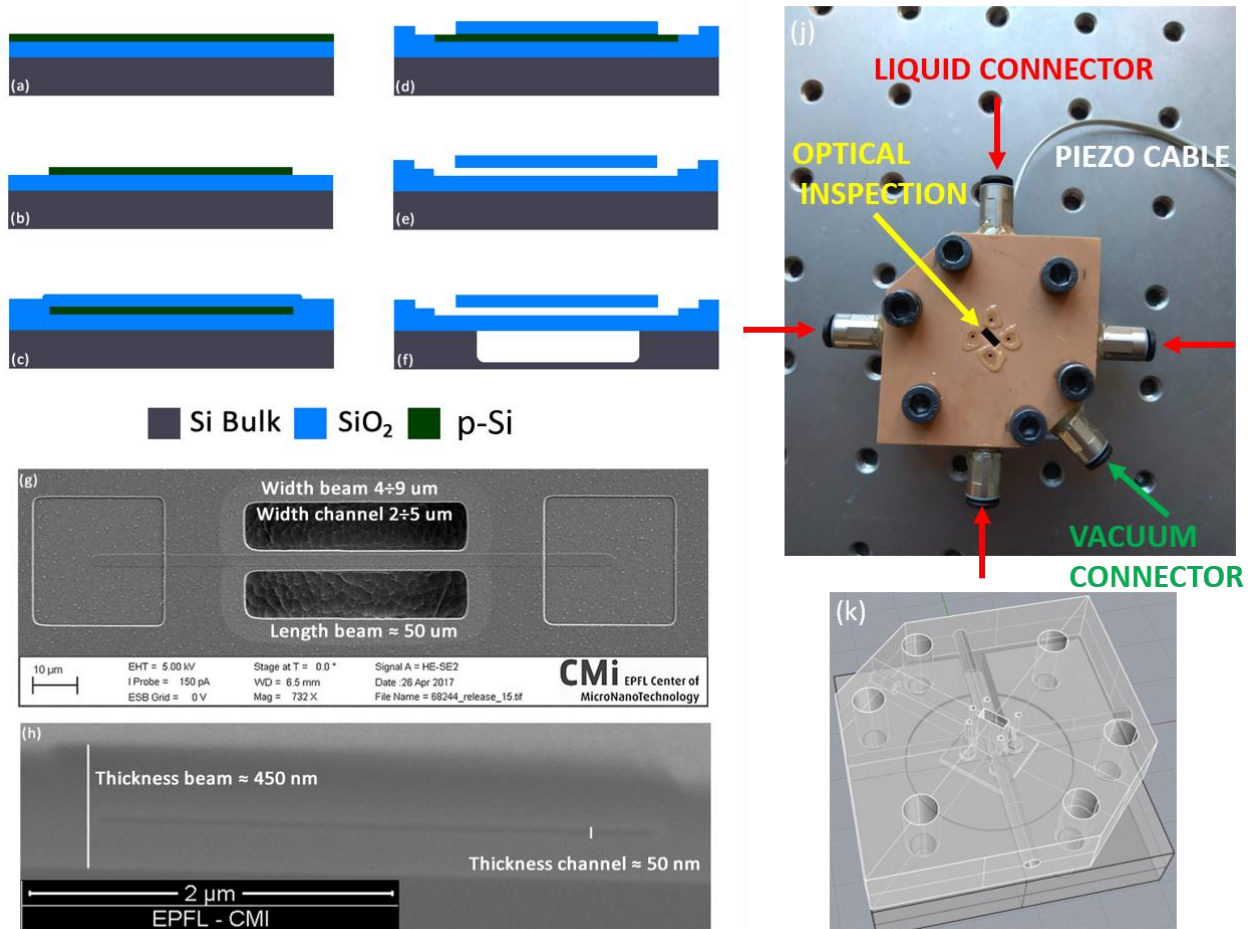 (a)
(b)
(c)
(d)
(e)
(f)
Si Bulk SiO₂ p-Si
(g)
Width beam 4÷9 um
Width channel 2÷5 um
Length beam ≈ 50 um
10 µm
EHT = 5.00 kV
I Probe = 150 pA
ESB Grid = 0 V
Stage at T = 0.0 °
WD = 6.5 mm
Mag = 732 X
Signal A = HE-SE2
Date :26 Apr 2017
File Name = 68244_release_15.tif
CMi EPFL Center of
MicroNanoTechnology
(h)
Thickness beam ≈ 450 nm
Thickness channel ≈ 50 nm
2 µm
EPFL - CMI
(j)
LIQUID CONNECTOR
OPTICAL
INSPECTION
PIEZO CABLE
VACUUM
CONNECTOR
(k)